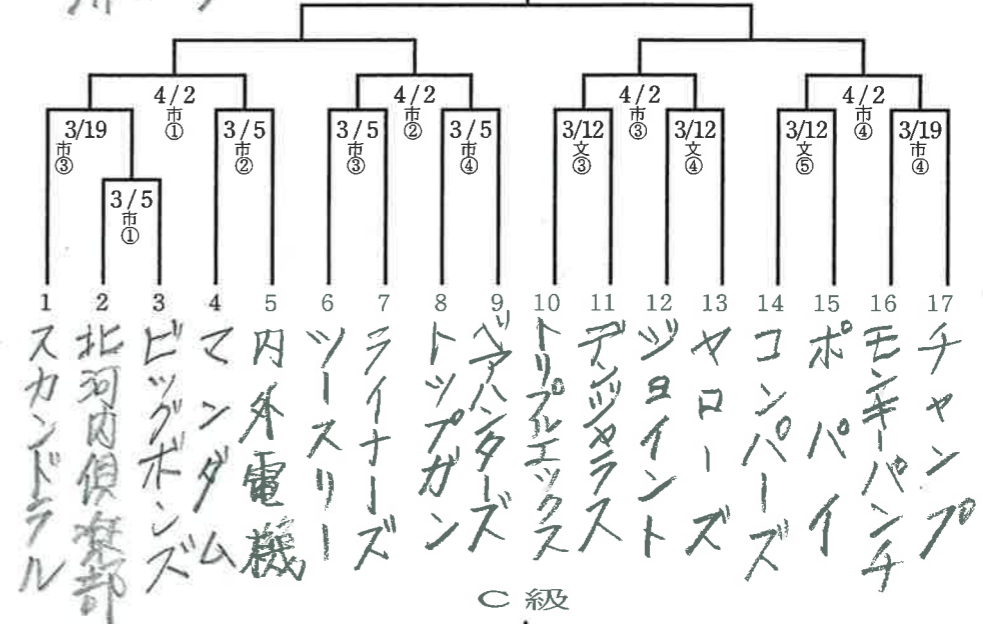 4/2
市
①
4/2
市
②
4/2
市
③
4/2
市
④
3/19
市
③
3/5
市
②
3/5
市
③
3/5
市
④
3/12
文
③
3/12
文
④
3/12
文
⑤
3/19
市
④
3/5
市
①
1 2 3 4 5 6 7 8 9 10 11 12 13 14 15 16 17
スカンドラル
北河内倶楽部
ビッグボンズ
マンダム
内外電機
ツースリー
ライナーズ
トップガン
ベアハンターズ
トリプルエックス
デンジャラス
ジョイント
ヤローズ
コンパーズ
ポパイ
モンキーパンチ
チャンプ
C級